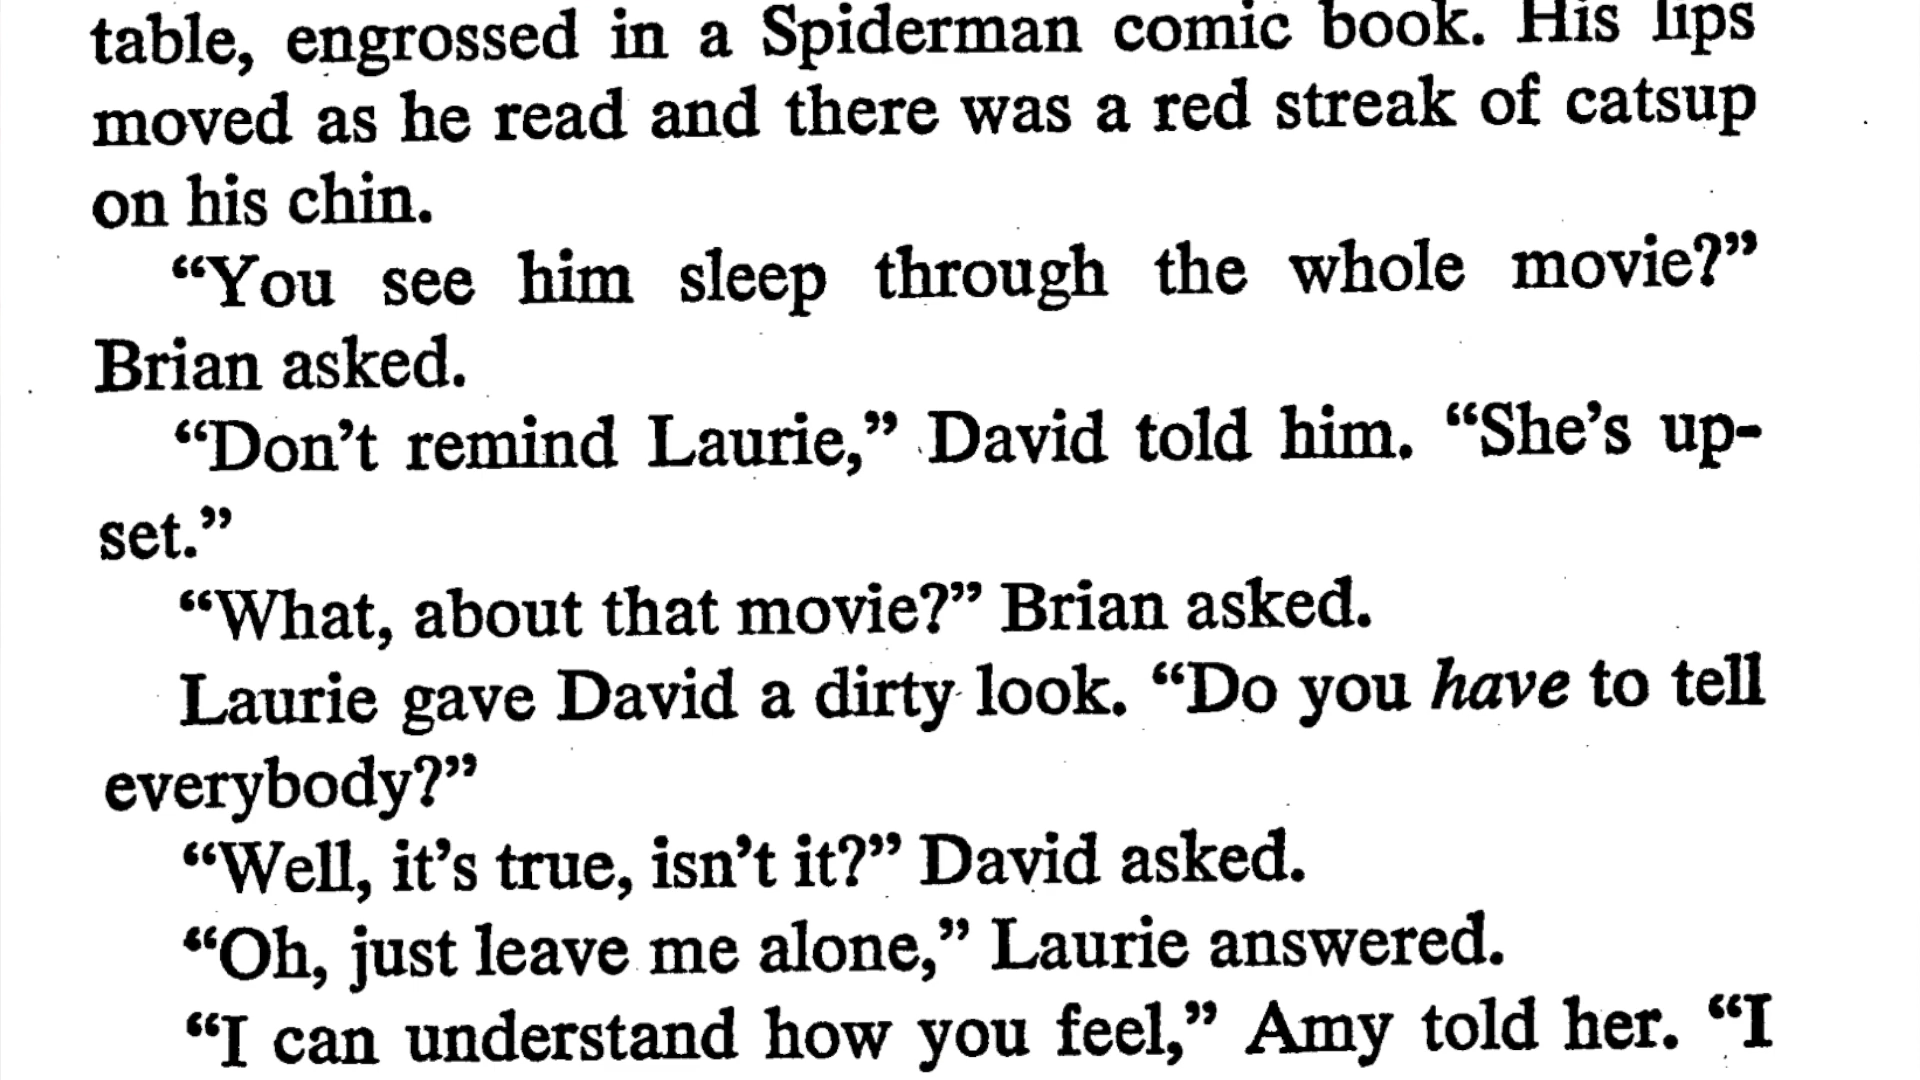 table, engrossed in a Spiderman comic book. His lips
moved as he read and there was a red streak of catsup
on his chin.
“You see him sleep through the whole movie?”
Brian asked.
“Don’t remind Laurie,” David told him. “She’s up-
set.”
“What, about that movie?” Brian asked.
Laurie gave David a dirty look. “Do you have to tell
everybody?”
“Well, it’s true, isn’t it?” David asked.
“Oh, just leave me alone,” Laurie answered.
“I can understand how you feel,” Amy told her. “I